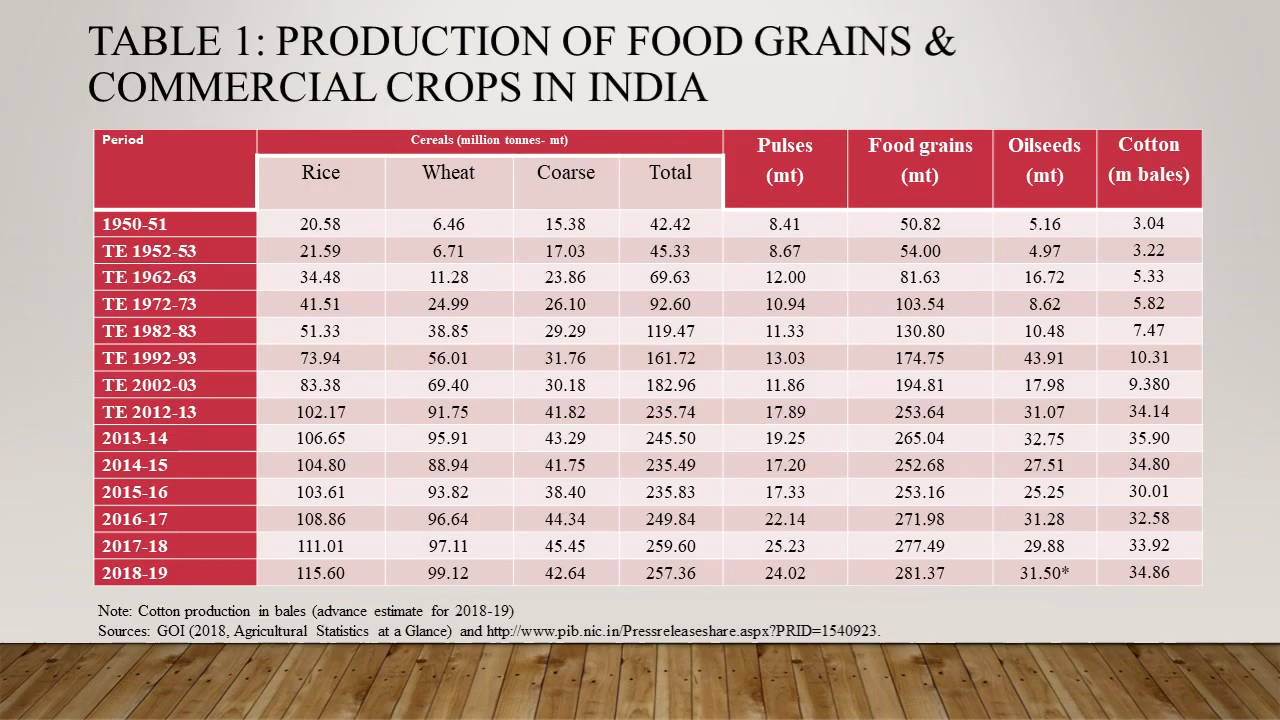 TABLE 1: PRODUCTION OF FOOD GRAINS &
COMMERCIAL CROPS IN INDIA
Period Cereals (million tonnes- mt) Pulses (mt) Food grains (mt) Oilseeds (mt) Cotton (m bales)
Rice Wheat Coarse Total
1950-51 20.58 6.46 15.38 42.42 8.41 50.82 5.16 3.04
TE 1952-53 21.59 6.71 17.03 45.33 8.67 54.00 4.97 3.22
TE 1962-63 34.48 11.28 23.86 69.63 12.00 81.63 16.72 5.33
TE 1972-73 41.51 24.99 26.10 92.60 10.94 103.54 8.62 5.82
TE 1982-83 51.33 38.85 29.29 119.47 11.33 130.80 10.48 7.47
TE 1992-93 73.94 56.01 31.76 161.72 13.03 174.75 43.91 10.31
TE 2002-03 83.38 69.40 30.18 182.96 11.86 194.81 17.98 9.380
TE 2012-13 102.17 91.75 41.82 235.74 17.89 253.64 31.07 34.14
2013-14 106.65 95.91 43.29 245.50 19.25 265.04 32.75 35.90
2014-15 104.80 88.94 41.75 235.49 17.20 252.68 27.51 34.80
2015-16 103.61 93.82 38.40 235.83 17.33 253.16 25.25 30.01
2016-17 108.86 96.64 44.34 249.84 22.14 271.98 31.28 32.58
2017-18 111.01 97.11 45.45 259.60 25.23 277.49 29.88 33.92
2018-19 115.60 99.12 42.64 257.36 24.02 281.37 31.50* 34.86
Note: Cotton production in bales (advance estimate for 2018-19)
Sources: GOI (2018, Agricultural Statistics at a Glance) and http://www.pib.nic.in/Pressreleaseshare.aspx?PRID=1540923.